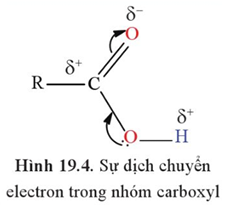 δ⁻
O
δ⁺
R C δ⁺
O H
Hình 19.4. Sự dịch chuyển
electron trong nhóm carboxyl